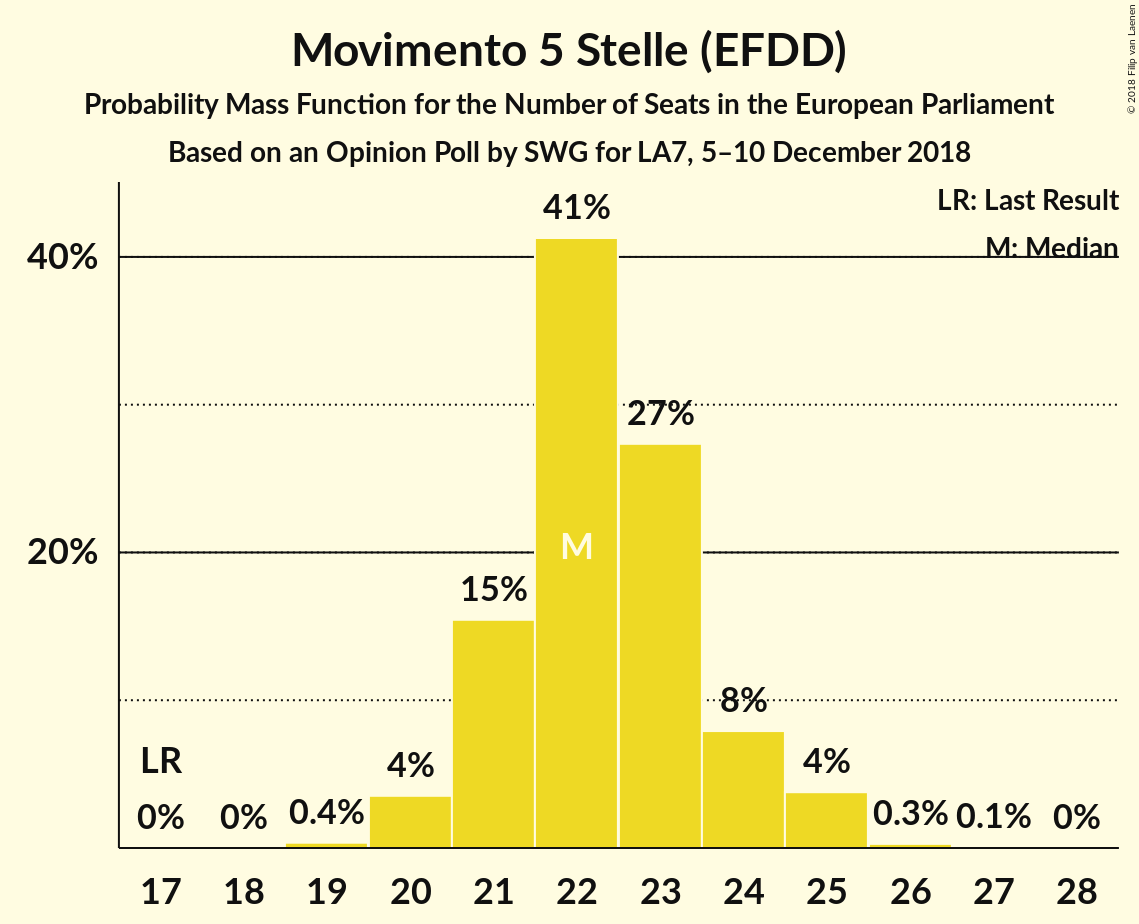 Movimento 5 Stelle (EFDD)
Probability Mass Function for the Number of Seats in the European Parliament
Based on an Opinion Poll by SWG for LA7, 5–10 December 2018
© 2018 Filip van Laenen
LR: Last Result
M: Median
40%
20%
LR
0%
0%
0.4%
4%
15%
41%
M
27%
8%
4%
0.3%
0.1%
0%
17 18 19 20 21 22 23 24 25 26 27 28